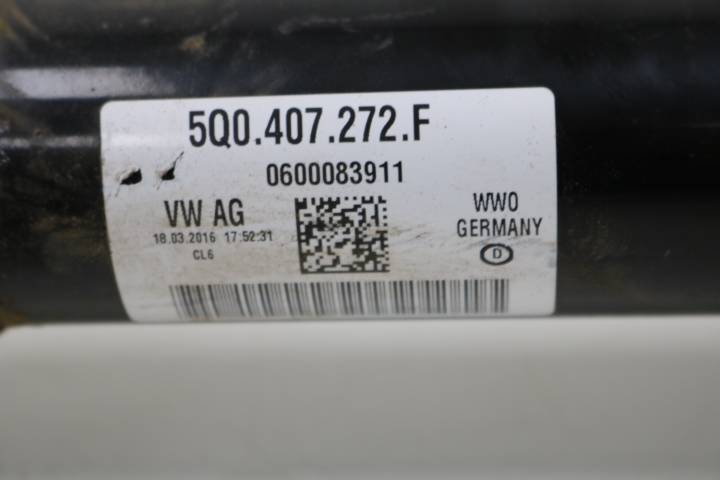 5Q0.407.272.F
0600083911
VW AG
18.03.2016 17:52:31
CL6
WWO
GERMANY
D